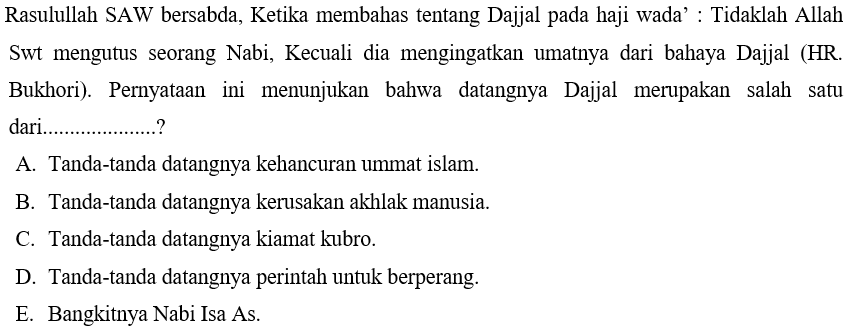 Rasulullah SAW bersabda, Ketika membahas tentang Dajjal pada haji wada’ : Tidaklah Allah
Swt mengutus seorang Nabi, Kecuali dia mengingatkan umatnya dari bahaya Dajjal (HR.
Bukhori). Pernyataan ini menunjukan bahwa datangnya Dajjal merupakan salah satu
dari.....................?
A. Tanda-tanda datangnya kehancuran ummat islam.
B. Tanda-tanda datangnya kerusakan akhlak manusia.
C. Tanda-tanda datangnya kiamat kubro.
D. Tanda-tanda datangnya perintah untuk berperang.
E. Bangkitnya Nabi Isa As.